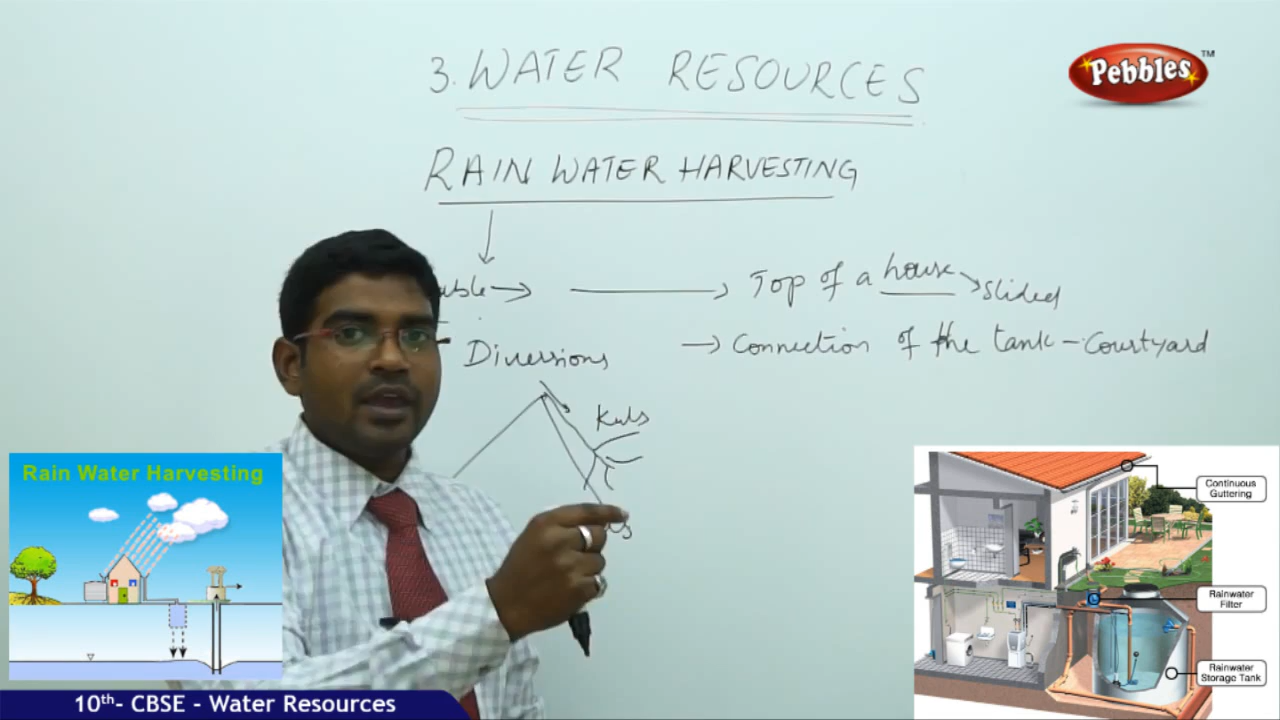 3. WATER RESOURCES
Pebbles™
RAIN WATER HARVESTING
Top of a house
Slided
Diversions
Connection of the tank - Courtyard
Kuls
Rain Water Harvesting
Continuous
Guttering
Rainwater
Filter
Rainwater
Storage Tank
10th- CBSE - Water Resources